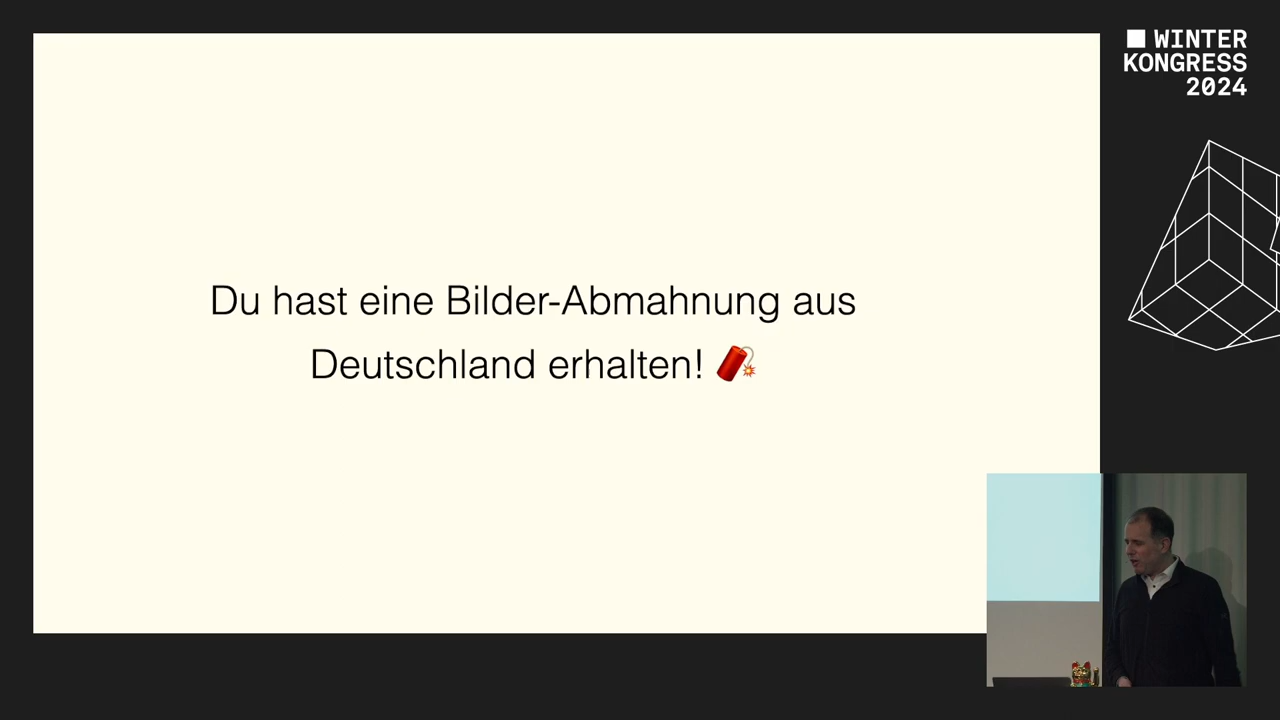 Du hast eine Bilder-Abmahnung aus
Deutschland erhalten! 🧨
WINTER
KONGRESS
2024